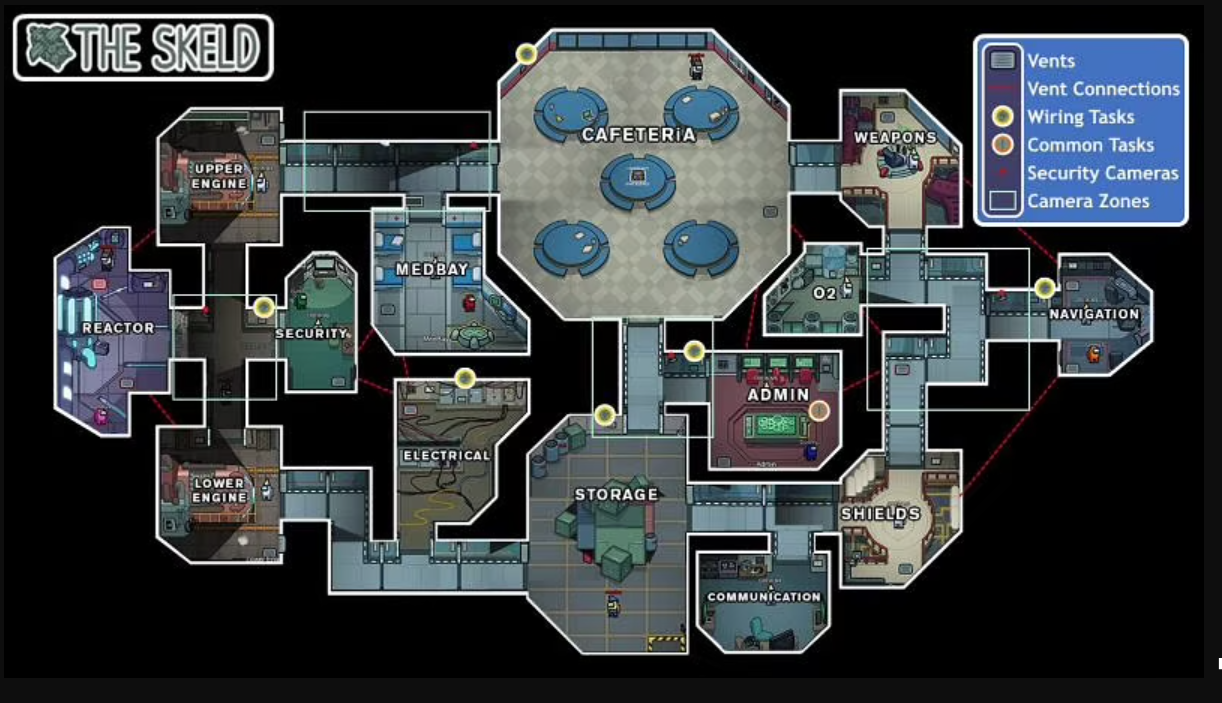 THE SKELD
Vents
Vent Connections
Wiring Tasks
Common Tasks
Security Cameras
Camera Zones
CAFETERiA
WEAPONS
UPPER
ENGINE
MEDBAY
O2
REACTOR
SECURITY
NAVIGATION
ADMIN
Admin
ELECTRICAL
LOWER
ENGINE
STORAGE
SHIELDS
COMMUNICATION